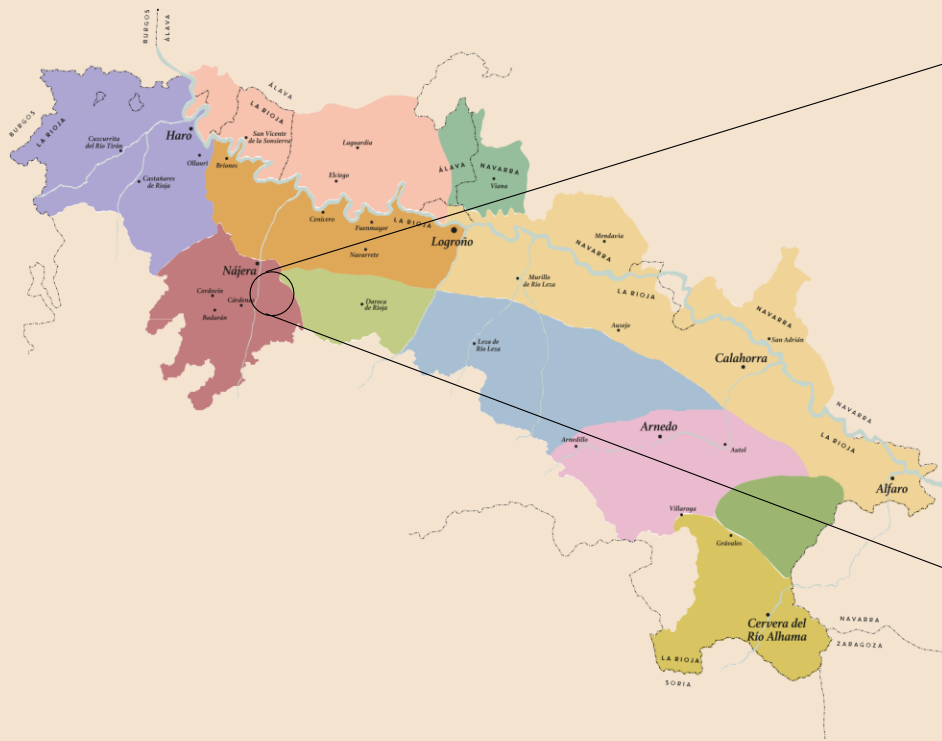 BURGOS
ÁLAVA
BURGOS
LA RIOJA
ÁLAVA
LA RIOJA
Haro
Cuzcurrita
del Río Tirón
San Vicente
de la Sonsierra
Laguardia
Ollauri
Briones
Castañares
de Rioja
Elciego
ÁLAVA
NAVARRA
Viana
Cenicero
Fuenmayor
LA RIOJA
Logroño
Navarrete
Mendavia
NAVARRA
Nájera
Murillo
de Río Leza
LA RIOJA
Cordovín
Cárdenas
Badarán
Daroca
de Rioja
NAVARRA
Ausejo
San Adrián
Leza de
Río Leza
Calahorra
NAVARRA
Arnedo
LA RIOJA
Arnedillo
Autol
Alfaro
Villaroya
Grávalos
Cervera del
Río Alhama
NAVARRA
ZARAGOZA
LA RIOJA
SORIA